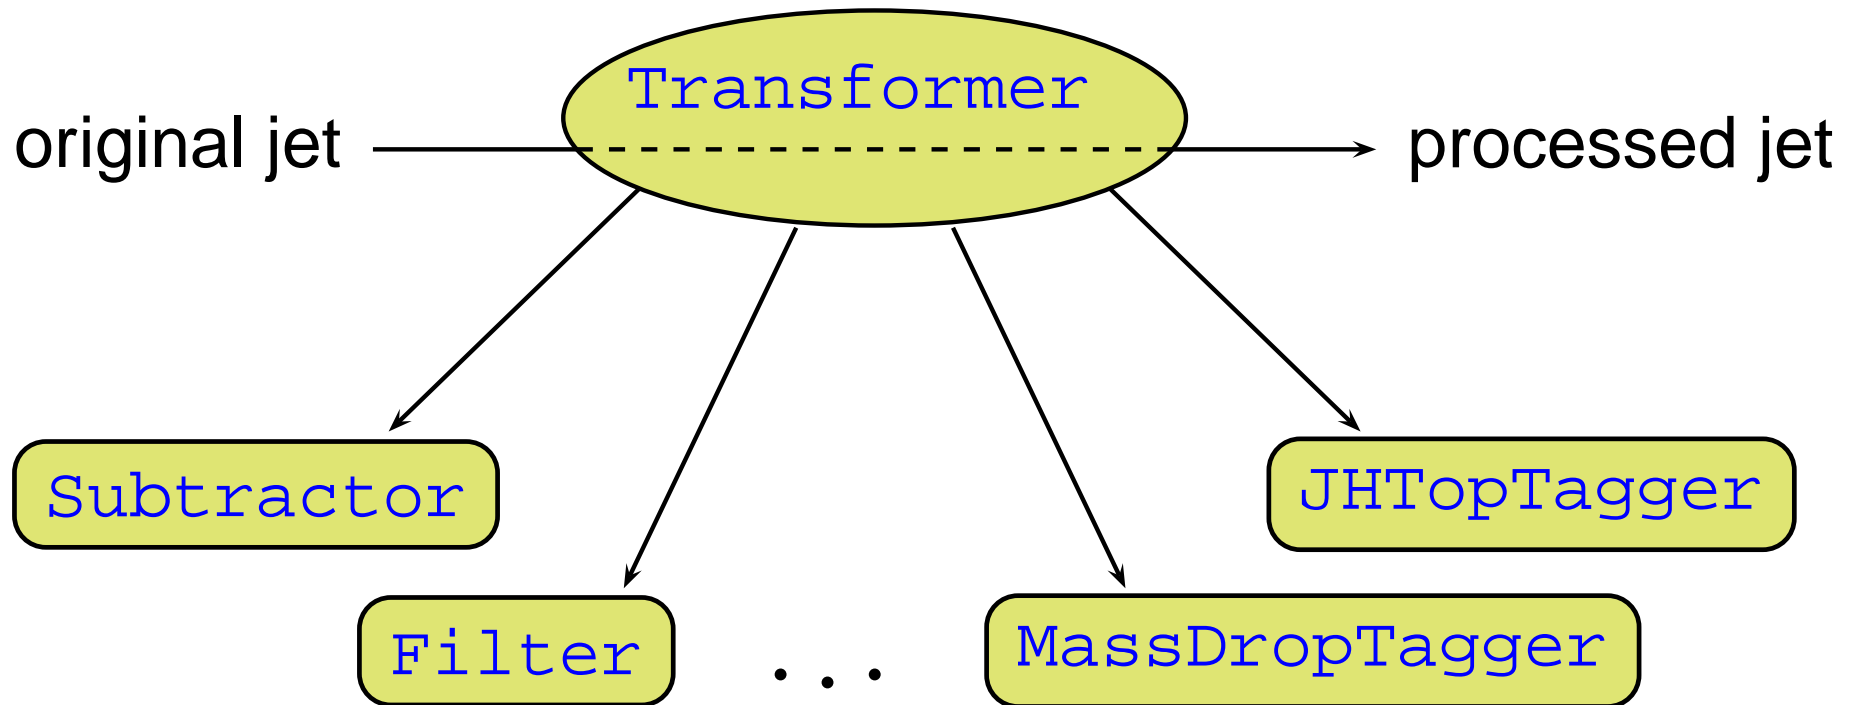 Transformer
original jet
processed jet
Subtractor
JHTopTagger
Filter
...
MassDropTagger